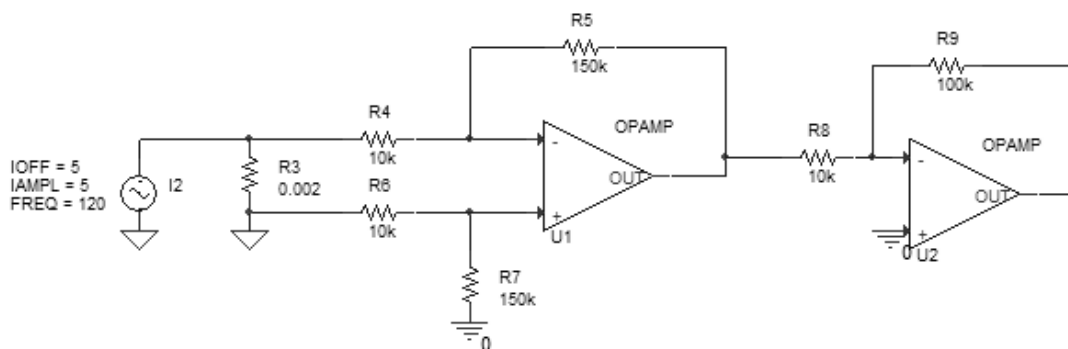 R5
150k
R9
100k
R4
10k
OPAMP
-
OUT
+
U1
R8
10k
OPAMP
-
OUT
+
0
U2
IOFF = 5
IAMPL = 5
FREQ = 120
I2
R3
0.002
R6
10k
R7
150k
0